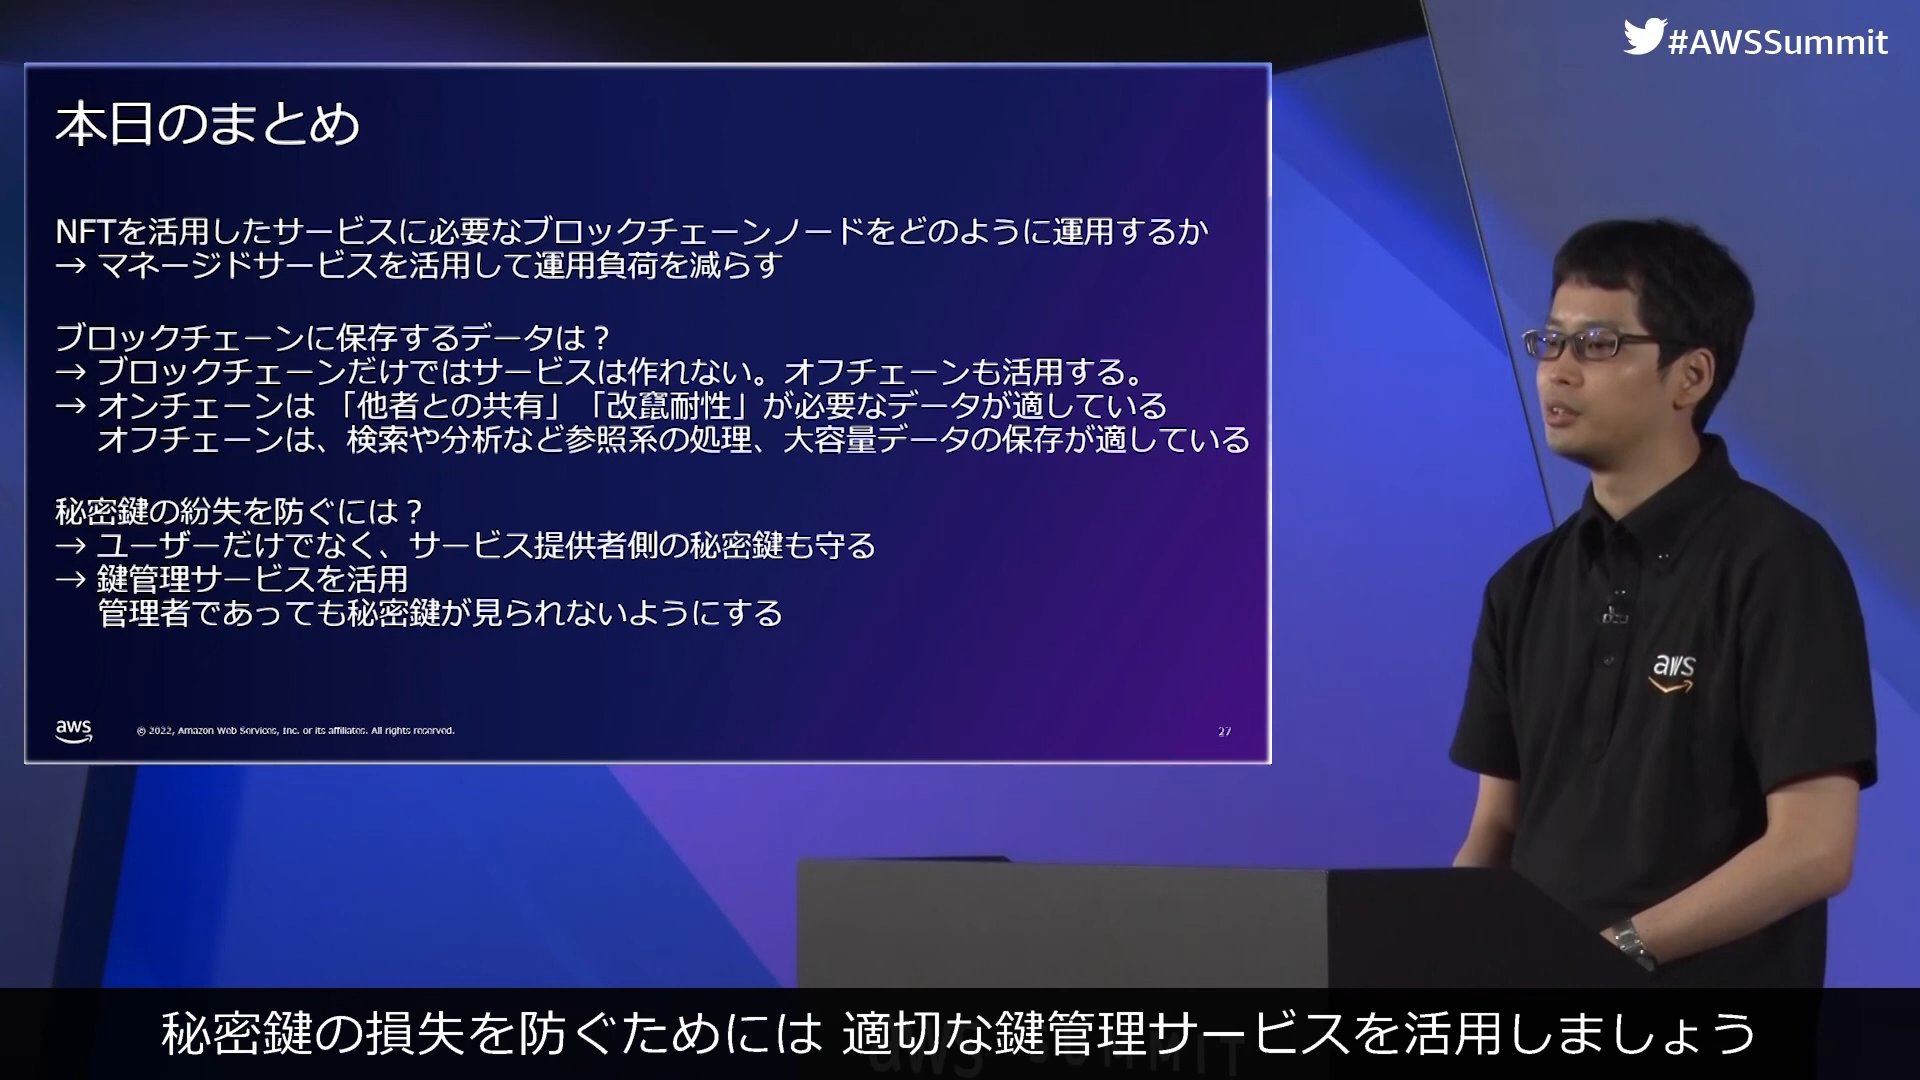 #AWSSummit
本日のまとめ
NFTを活用したサービスに必要なブロックチェーンノードをどのように運用するか
→ マネージドサービスを活用して運用負荷を減らす
ブロックチェーンに保存するデータは？
→ ブロックチェーンだけではサービスは作れない。オフチェーンも活用する。
→ オンチェーンは 「他者との共有」「改竄耐性」が必要なデータが適している
オフチェーンは、検索や分析など参照系の処理、大容量データの保存が適している
秘密鍵の紛失を防ぐには？
→ ユーザーだけでなく、サービス提供者側の秘密鍵も守る
→ 鍵管理サービスを活用
管理者であっても秘密鍵が見られないようにする
aws
© 2022, Amazon Web Services, Inc. or its affiliates. All rights reserved.
27
aws
秘密鍵の損失を防ぐためには 適切な鍵管理サービスを活用しましょう
aws SUMMIT